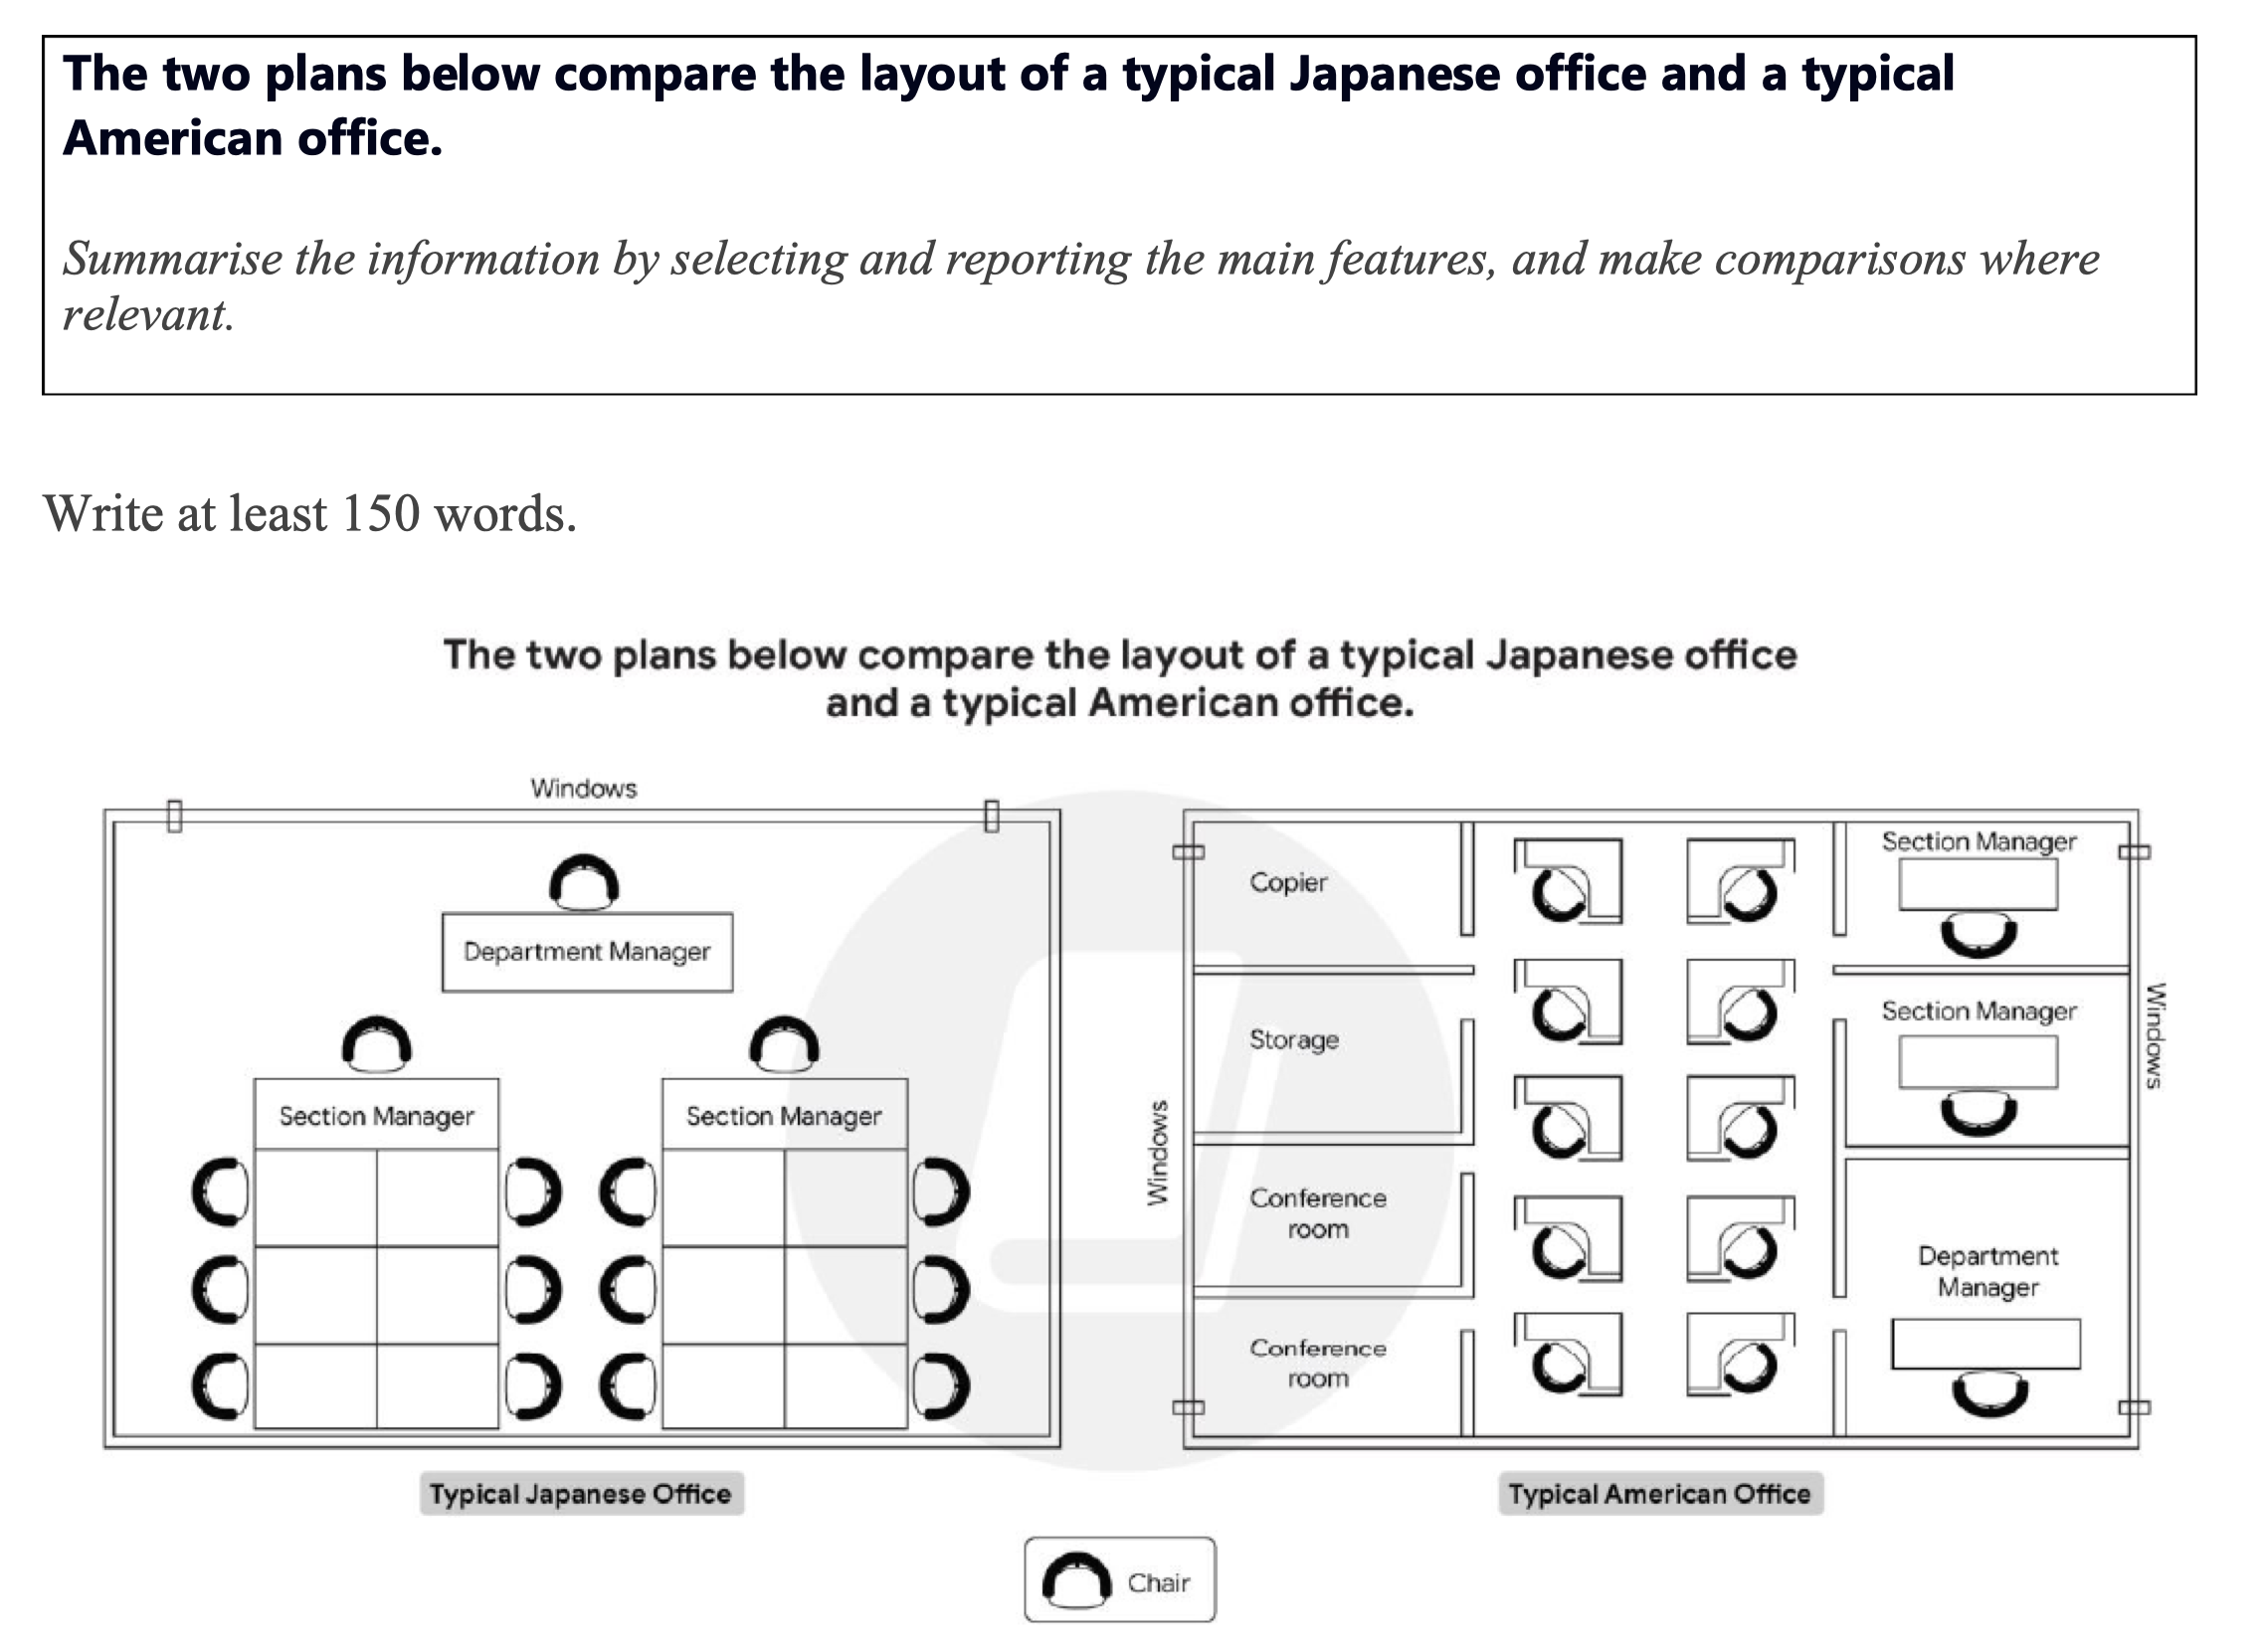 The two plans below compare the layout of a typical Japanese office and a typical
American office.
Summarise the information by selecting and reporting the main features, and make comparisons where
relevant.
Write at least 150 words.
The two plans below compare the layout of a typical Japanese office
and a typical American office.
Windows
Department Manager
Section Manager
Section Manager
Typical Japanese Office
Windows
Copier
Storage
Conference
room
Conference
room
Section Manager
Section Manager
Department
Manager
Windows
Typical American Office
Chair